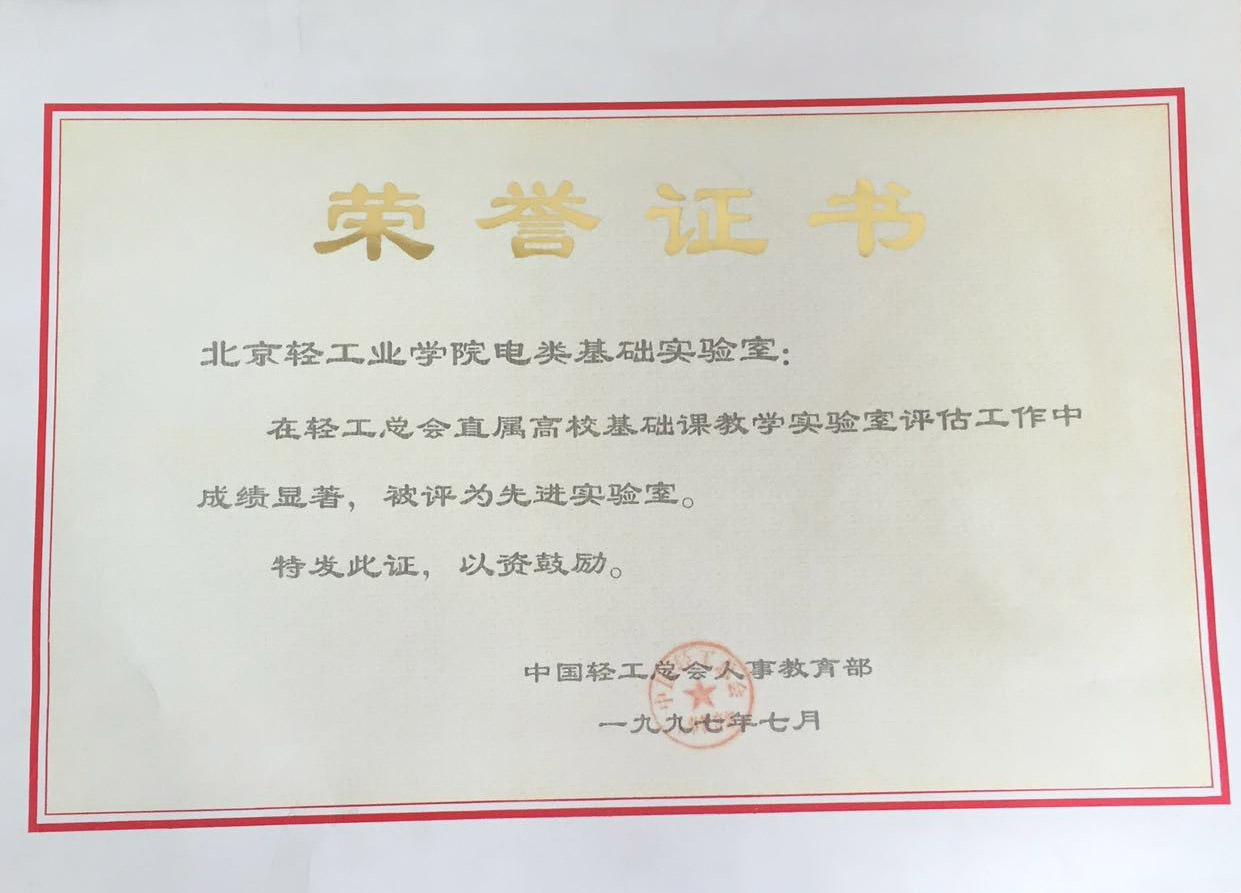 荣誉证书
北京轻工业学院电类基础实验室：
在轻工总会直属高校基础课教学实验室评估工作中
成绩显著，被评为先进实验室。
特发此证，以资鼓励。
中国轻工总会人事教育部
一九九七年七月